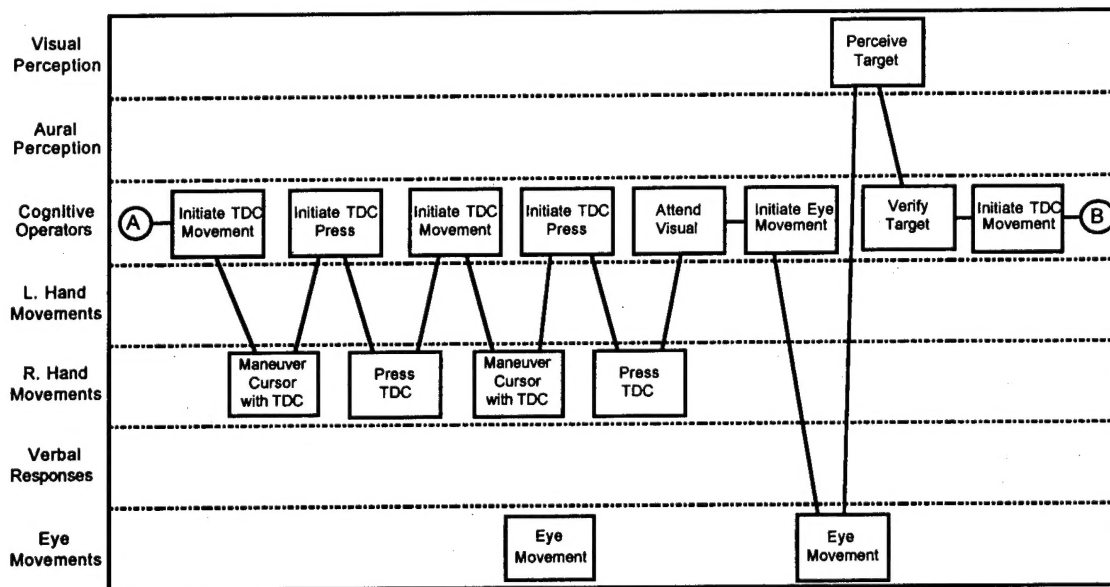 Visual
Perception
Perceive
Target
Aural
Perception
Cognitive
Operators
A
Initiate TDC
Movement
Initiate TDC
Press
Initiate TDC
Movement
Initiate TDC
Press
Attend
Visual
Initiate Eye
Movement
Verify
Target
Initiate TDC
Movement
B
L. Hand
Movements
R. Hand
Movements
Maneuver
Cursor
with TDC
Press
TDC
Maneuver
Cursor
with TDC
Press
TDC
Verbal
Responses
Eye
Movements
Eye
Movement
Eye
Movement